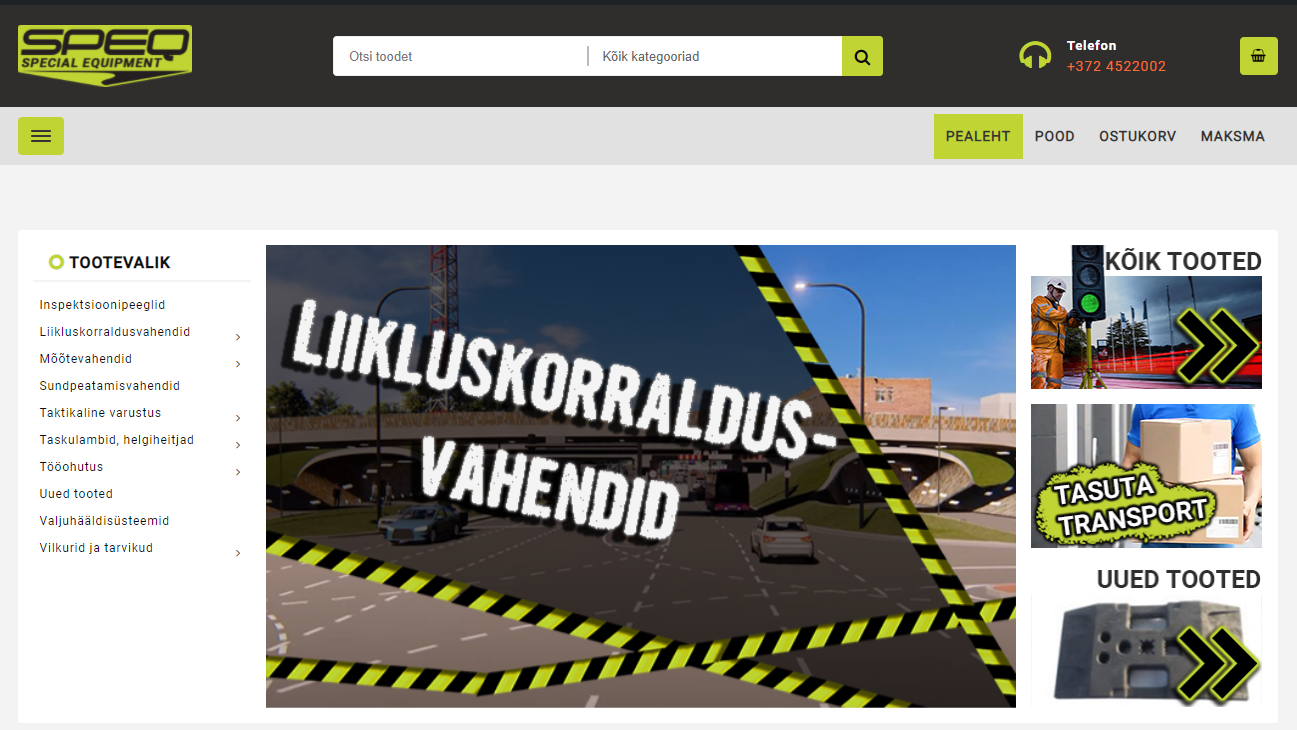 SPEQ
SPECIAL EQUIPMENT
Otsi toodet
Kõik kategooriad
Telefon
+372 4522002
PEALEHT
POOD
OSTUKORV
MAKSMA
TOOTEVALIK
Inspektsioonipeeglid
Liikluskorraldusvahendid
Mõõtevahendid
Sundpeatamisvahendid
Taktikaline varustus
Taskulambid, helgiheitjad
Tööohutus
Uued tooted
Valjuhääldisüsteemid
Vilkurid ja tarvikud
LIIKLUSKORRALDUS-
VAHENDID
KÕIK TOOTED
TASUTA
TRANSPORT
UUED TOOTED